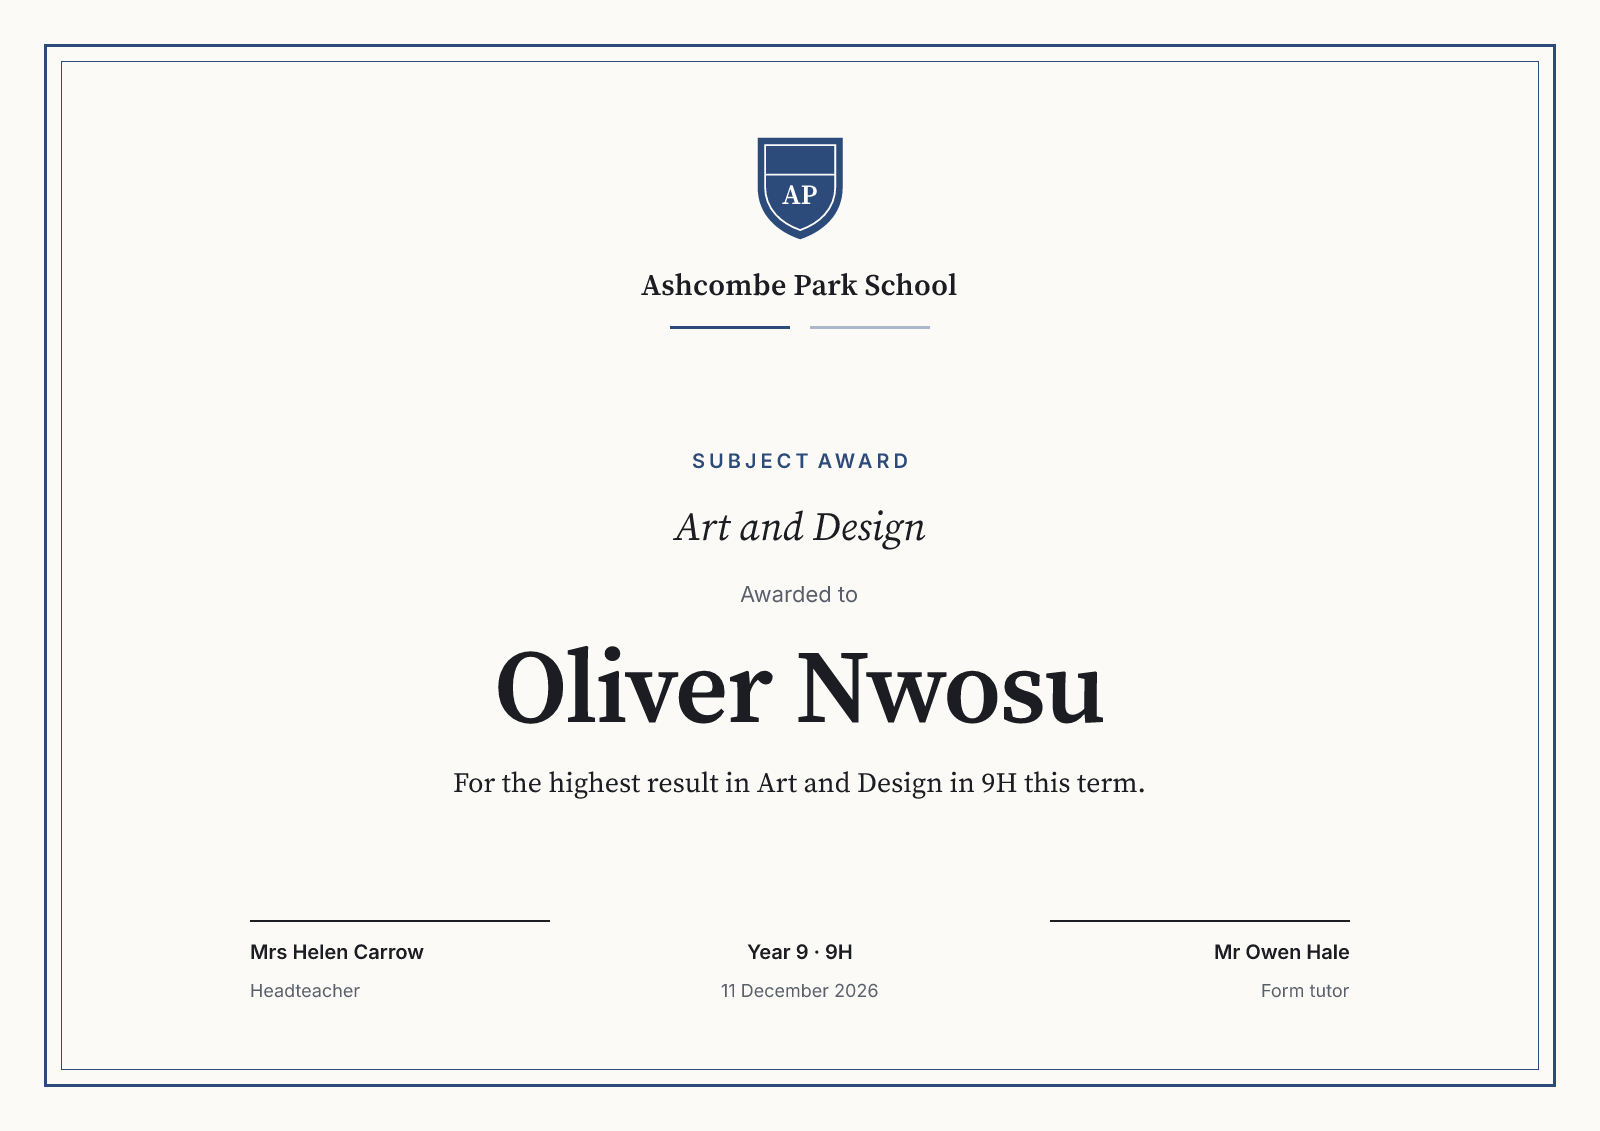 AP
Ashcombe Park School
SUBJECT AWARD
Art and Design
Awarded to
Oliver Nwosu
For the highest result in Art and Design in 9H this term.
Mrs Helen Carrow
Headteacher
Year 9 · 9H
11 December 2026
Mr Owen Hale
Form tutor